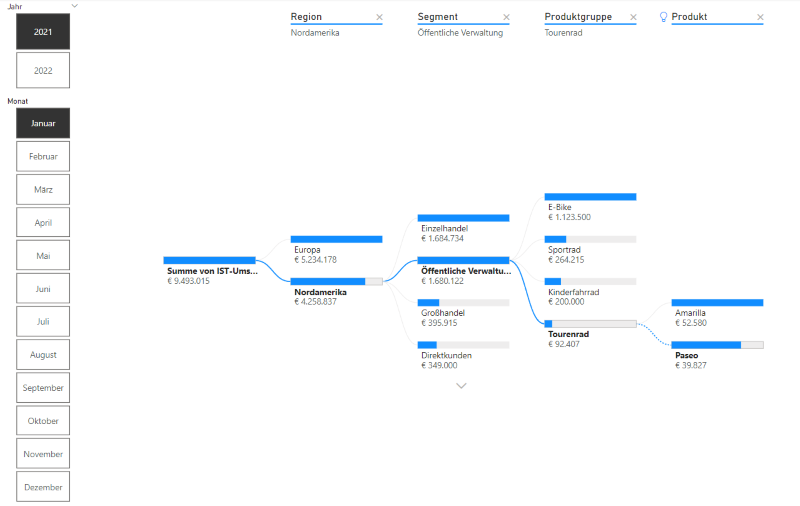 Jahr
2021
2022
Monat
Januar
Februar
März
April
Mai
Juni
Juli
August
September
Oktober
November
Dezember
Region
Nordamerika
Segment
Öffentliche Verwaltung
Produktgruppe
Tourenrad
Produkt
Summe von IST-Ums...
€ 9.493.015
Europa
€ 5.234.178
Nordamerika
€ 4.258.837
Einzelhandel
€ 1.684.734
Öffentliche Verwaltu...
€ 1.680.122
Großhandel
€ 395.915
Direktkunden
€ 349.000
E-Bike
€ 1.123.500
Sportrad
€ 264.215
Kinderfahrrad
€ 200.000
Tourenrad
€ 92.407
Amarilla
€ 52.580
Paseo
€ 39.827